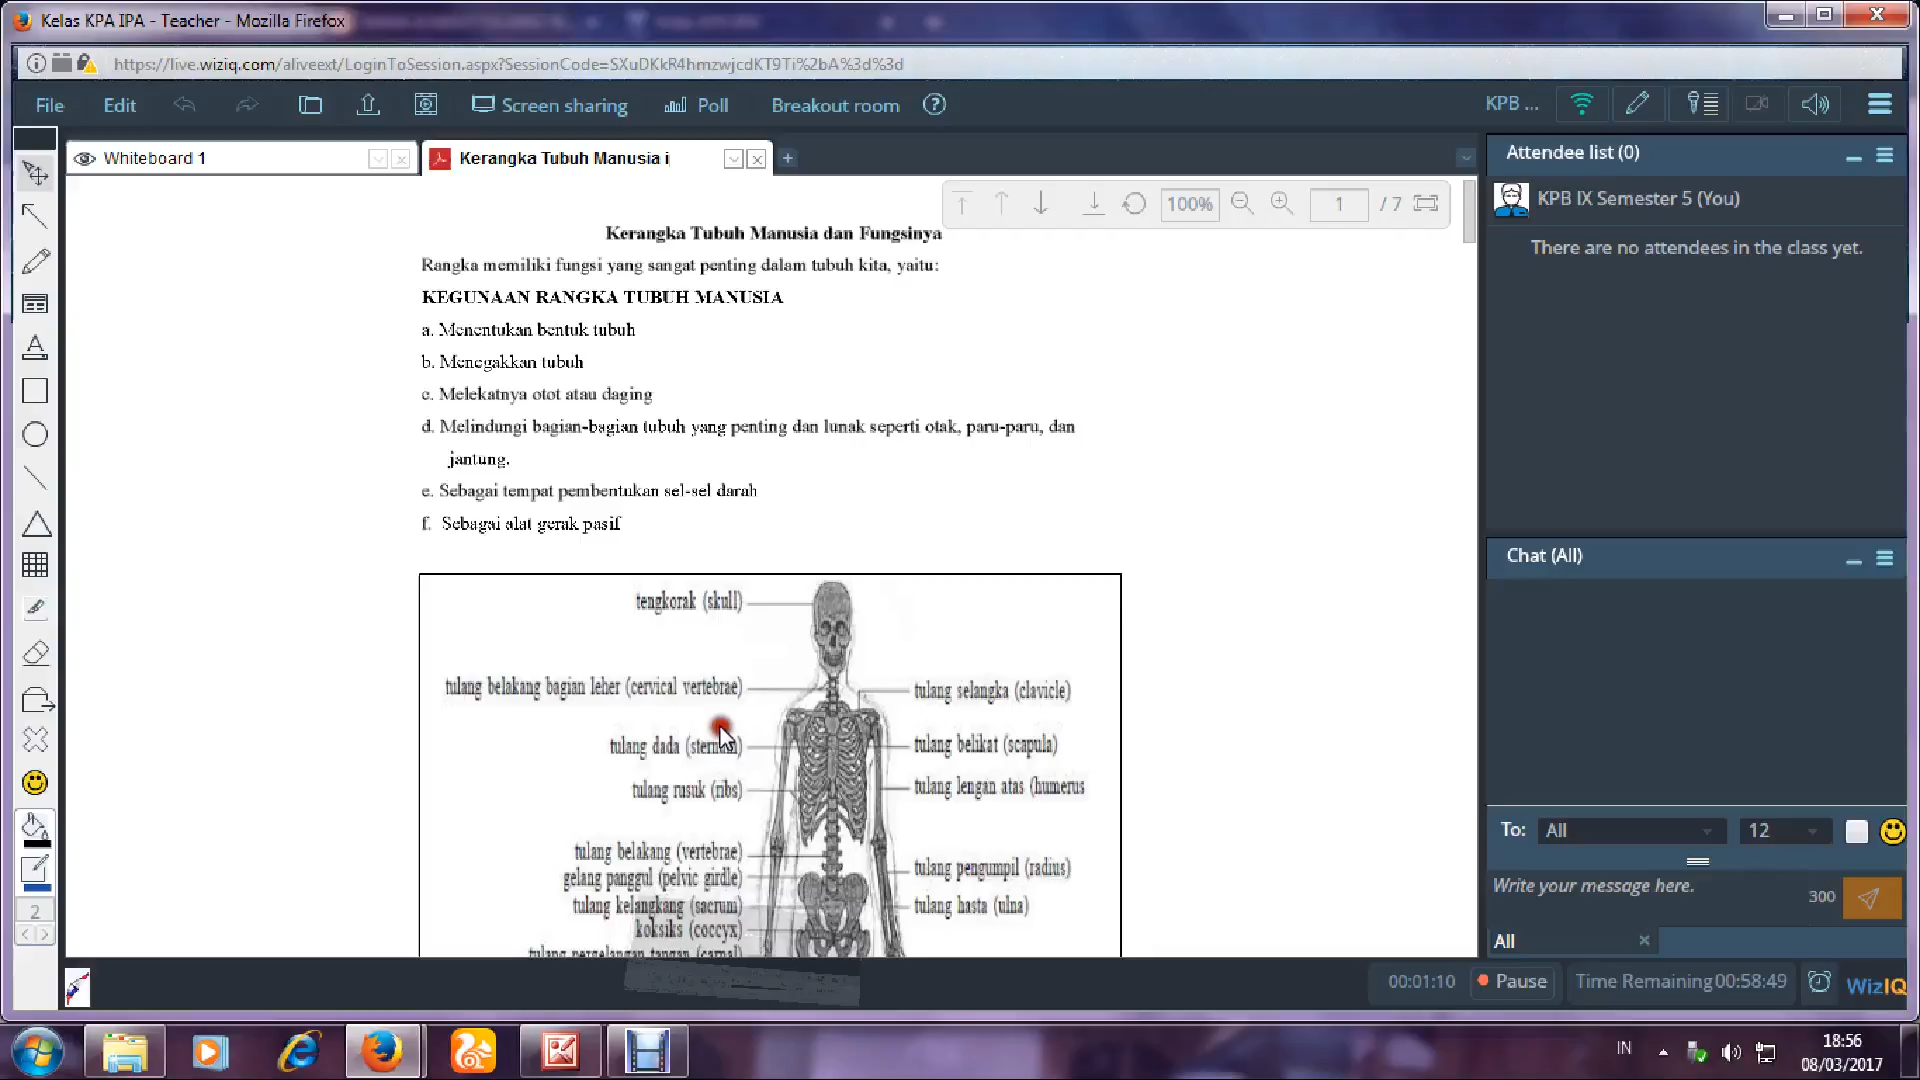 Kelas KPA IPA - Teacher - Mozilla Firefox
https://live.wiziq.com/aliveext/LoginToSession.aspx?SessionCode=SXuDKkR4hmzwjcdKT9Ti%2bA%3d%3d
File Edit Screen sharing Poll Breakout room ? KPB ...
Whiteboard 1
Kerangka Tubuh Manusia i
100% 1 / 7
Kerangka Tubuh Manusia dan Fungsinya
Rangka memiliki fungsi yang sangat penting dalam tubuh kita, yaitu:
KEGUNAAN RANGKA TUBUH MANUSIA
a. Menentukan bentuk tubuh
b. Menegakkan tubuh
c. Melekatnya otot atau daging
d. Melindungi bagian-bagian tubuh yang penting dan lunak seperti otak, paru-paru, dan
jantung.
e. Sebagai tempat pembentukan sel-sel darah
f. Sebagai alat gerak pasif
tengkorak (skull)
tulang belakang bagian leher (cervical vertebrae)
tulang selangka (clavicle)
tulang dada
tulang belikat (scapula)
tulang rusuk (ribs)
tulang lengan atas (humerus
tulang belakang (vertebrae)
tulang pengumpil (radius)
gelang panggul (pelvic girdle)
tulang kelangkang (sacrum)
tulang hasta (ulna)
koksiks (coccyx)
tulang pergelangan tangan (carpal)
Attendee list (0)
KPB IX Semester 5 (You)
There are no attendees in the class yet.
Chat (All)
To: All 12
Write your message here.
300
All
2
00:01:10 Pause Time Remaining 00:58:49 WizIQ
IN
18:56
08/03/2017